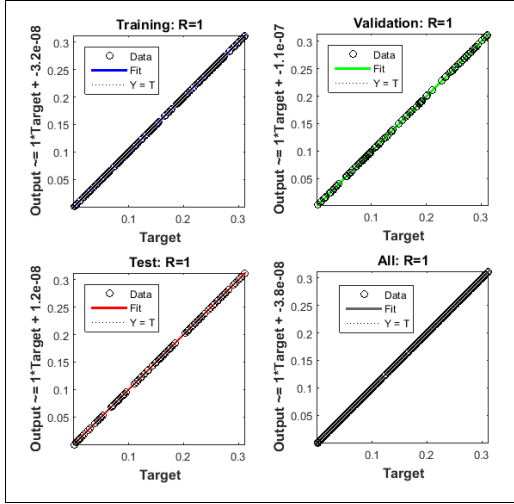 Training: R=1
Output ~= 1*Target + -3.2e-08
0.3
0.25
0.2
0.15
0.1
0.05
Data
Fit
Y = T
0.1 0.2 0.3
Target
Validation: R=1
Output ~= 1*Target + -1.1e-07
0.3
0.25
0.2
0.15
0.1
0.05
Data
Fit
Y = T
0.1 0.2 0.3
Target
Test: R=1
Output ~= 1*Target + 1.2e-08
0.3
0.25
0.2
0.15
0.1
0.05
Data
Fit
Y = T
0.1 0.2 0.3
Target
All: R=1
Output ~= 1*Target + -3.8e-08
0.3
0.25
0.2
0.15
0.1
0.05
0
Data
Fit
Y = T
0 0.1 0.2 0.3
Target